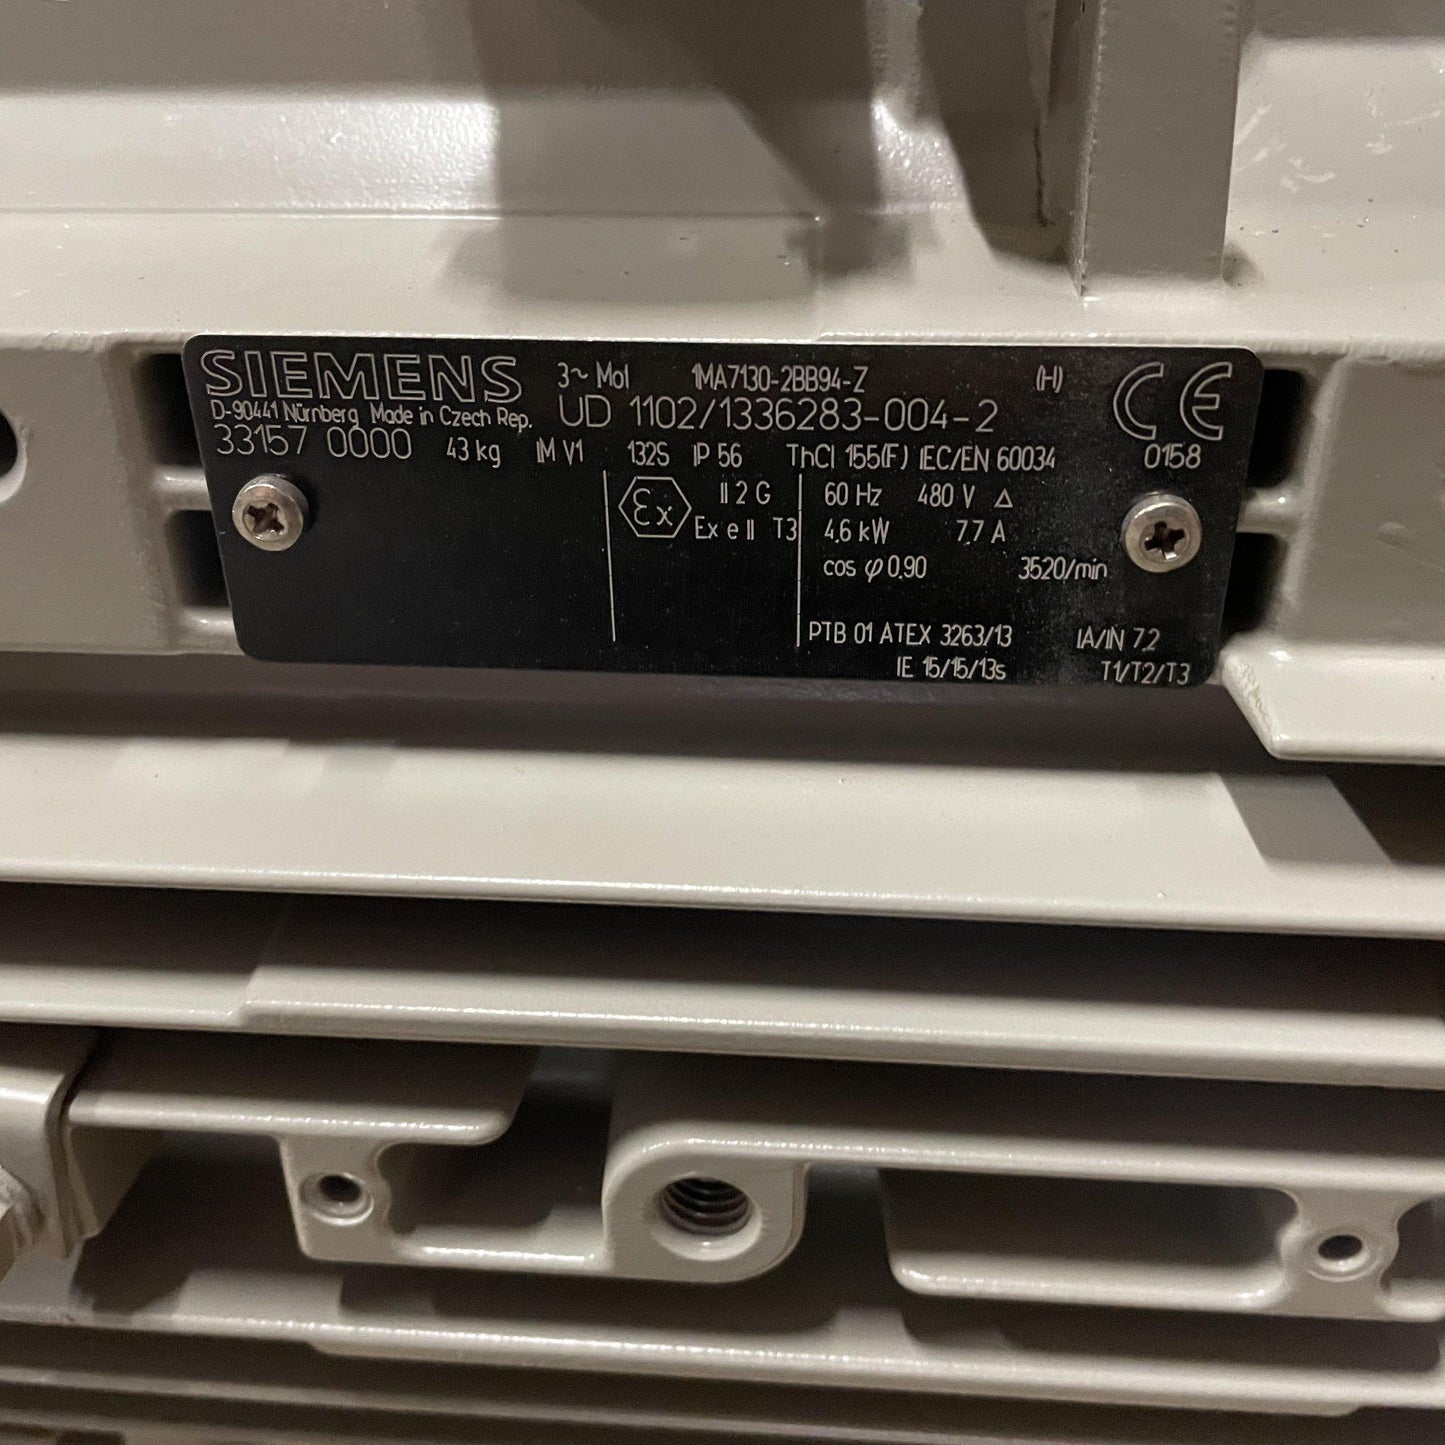 SIEMENS 3~ Mot 1MA7130-2BB94-Z (H) CE
D-90441 Nürnberg Made in Czech Rep. UD 1102/1336283-004-2
33157 0000 43 kg IM V1 132S IP 56 ThCl 155(F) IEC/EN 60034 0158
Ex II 2 G 60 Hz 480 V Δ
Ex e II T3 4.6 kW 7.7 A
cos φ 0.90 3520/min
PTB 01 ATEX 3263/13 IA/IN 7.2
tE 15/15/13s T1/T2/T3